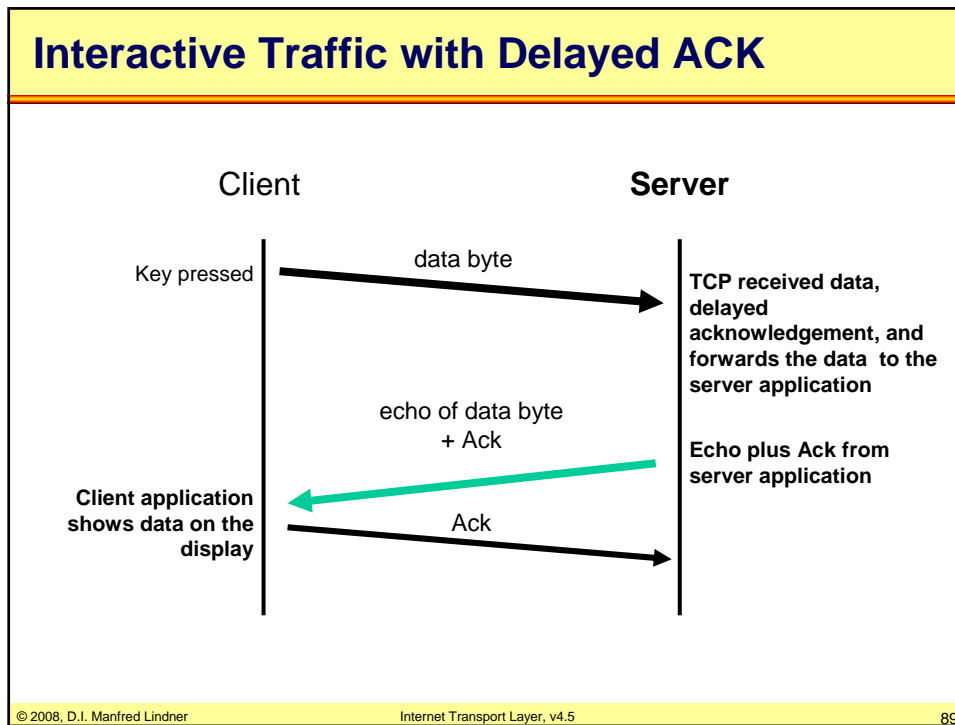 Interactive Traffic with Delayed ACK
Client
Server
Key pressed
data byte
TCP received data,
delayed
acknowledgement, and
forwards the data to the
server application
echo of data byte
+ Ack
Echo plus Ack from
server application
Client application
shows data on the
display
Ack
© 2008, D.I. Manfred Lindner
Internet Transport Layer, v4.5
89